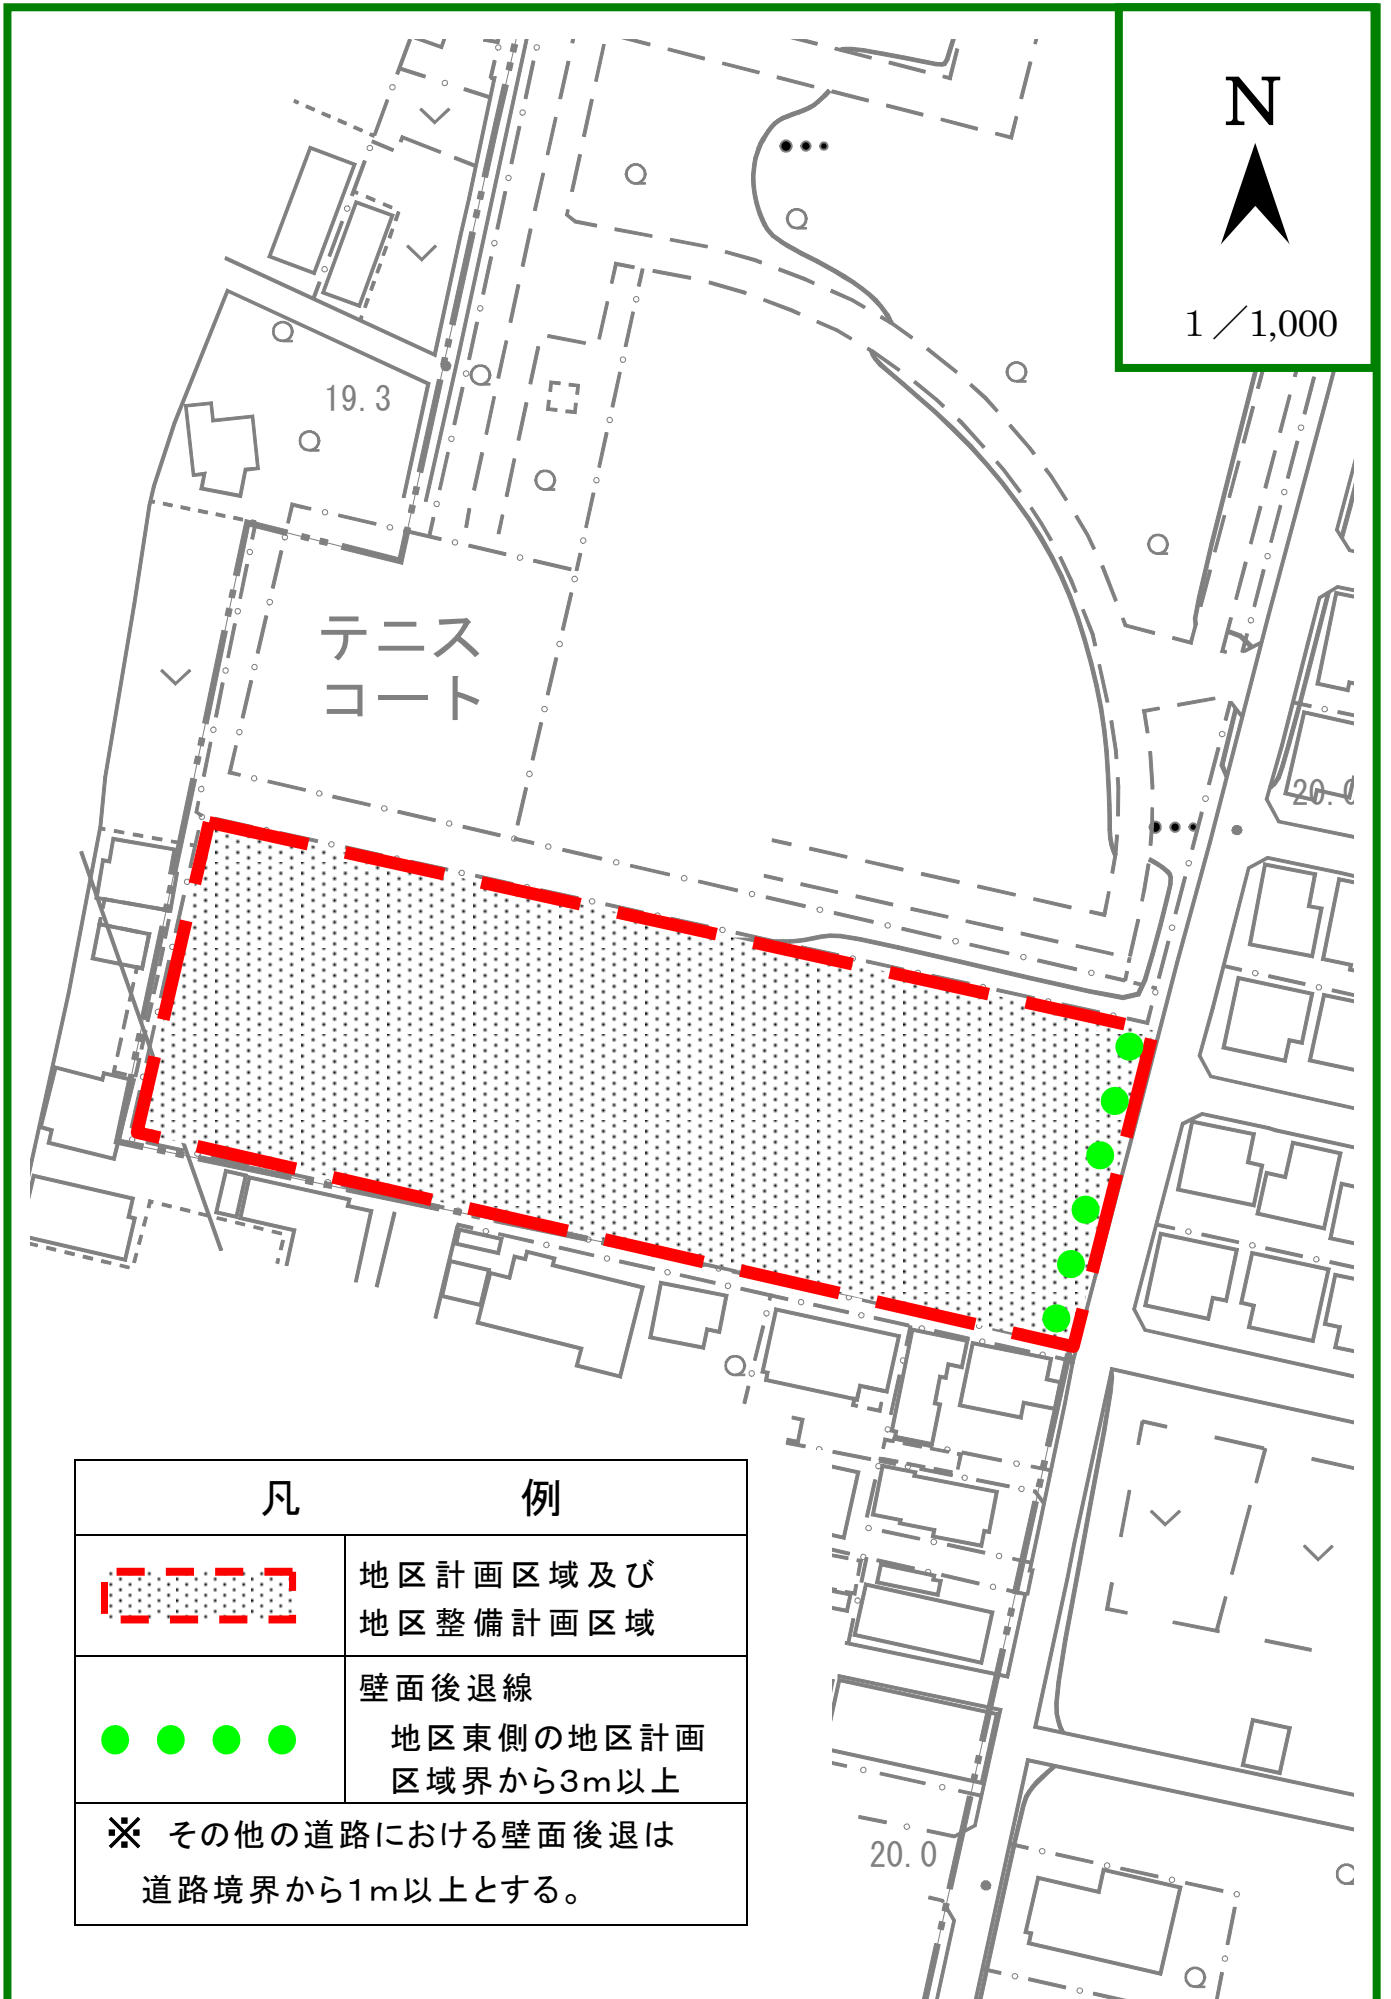 N
1/1,000
19.3
テニス
コート
20.0
凡例
地区計画区域及び
地区整備計画区域
壁面後退線
地区東側の地区計画
区域界から3m以上
※ その他の道路における壁面後退は
道路境界から1m以上とする。
20.0